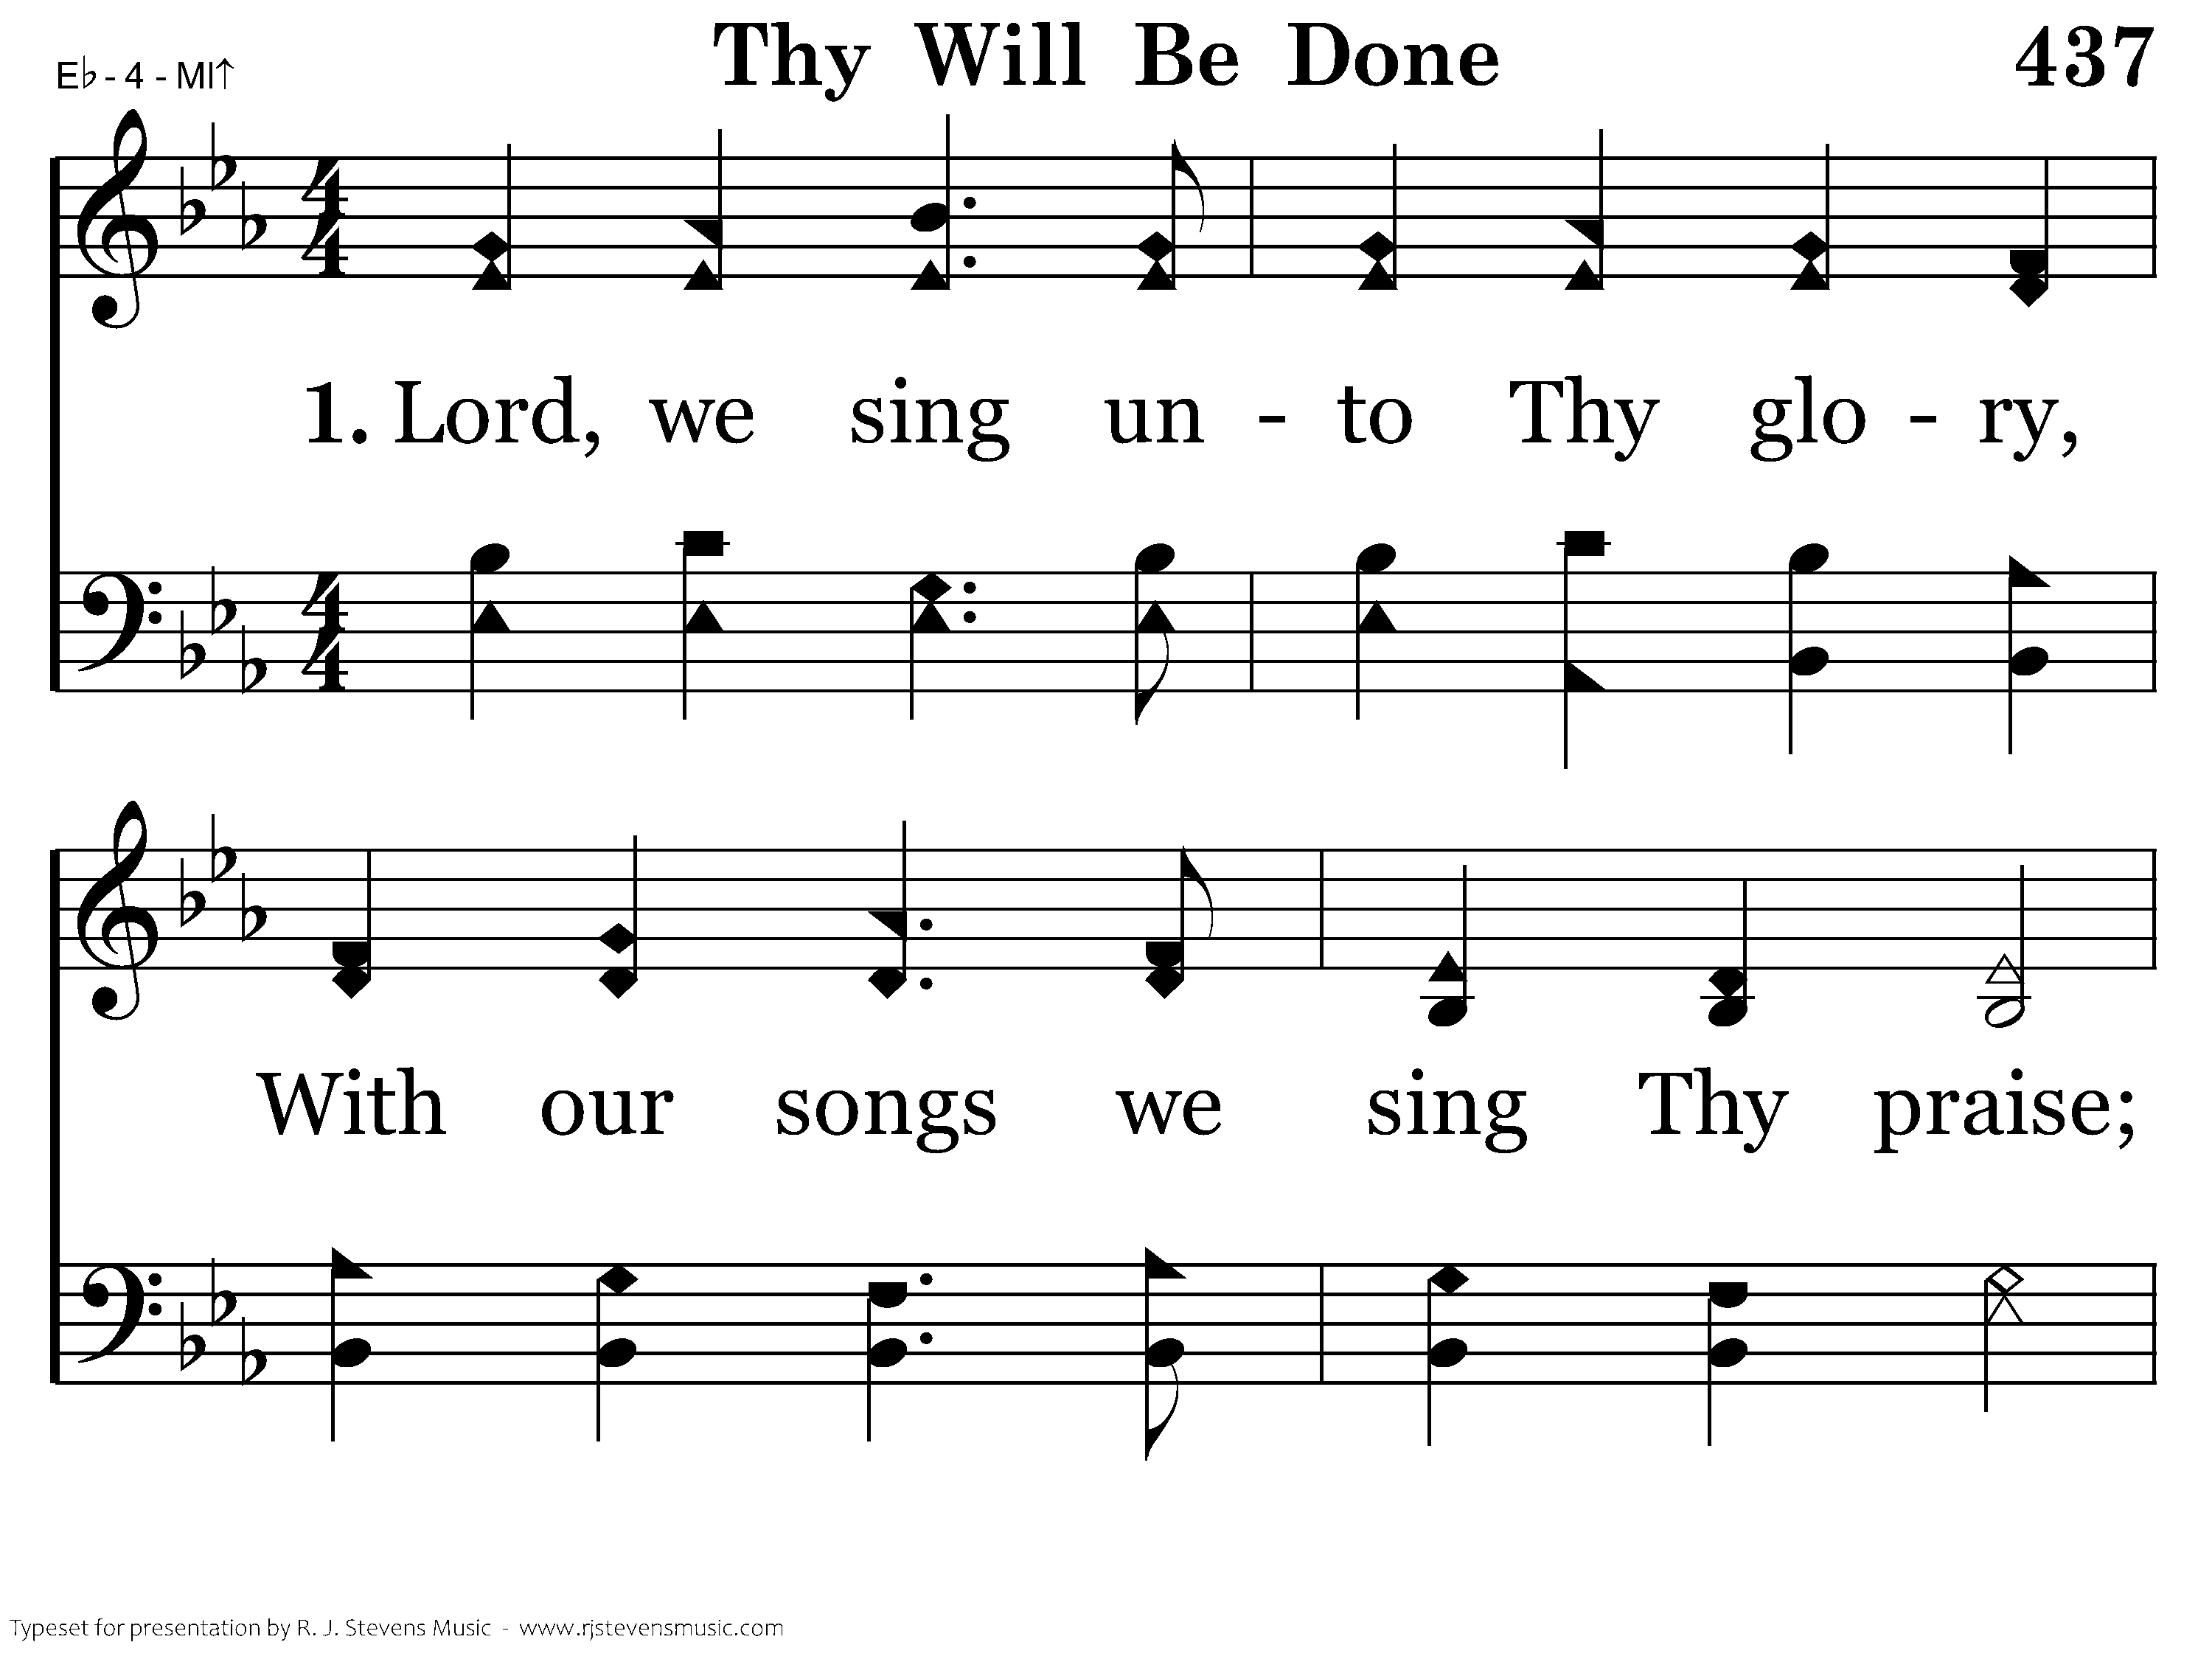 Thy Will Be Done 437
E♭ - 4 - MI↑
1. Lord, we sing un - to Thy glo - ry,
With our songs we sing Thy praise;
Typeset for presentation by R. J. Stevens Music - www.rjstevensmusic.com